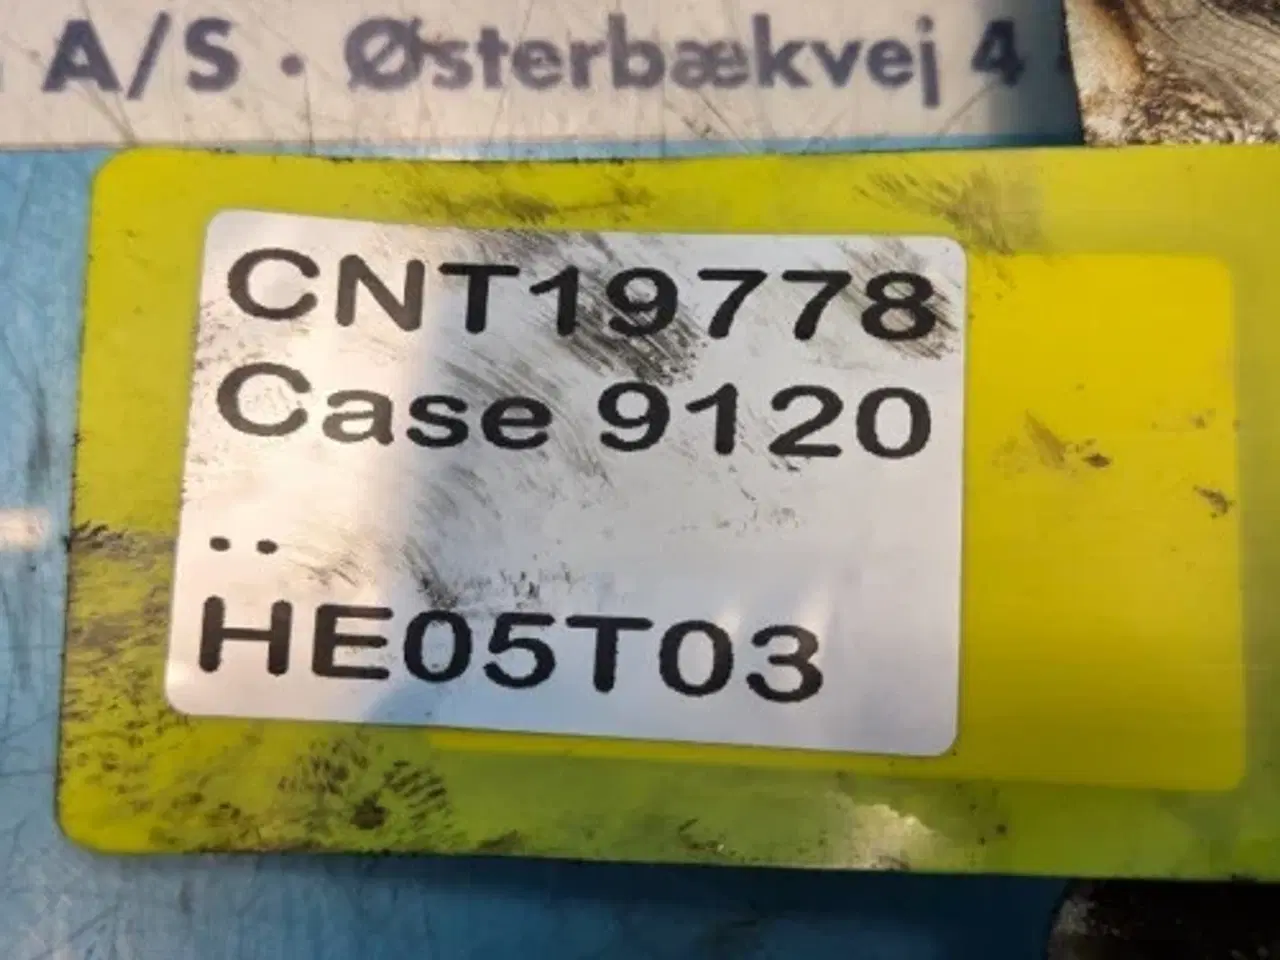 A/S · Østerbækvej 4
CNT19778
Case 9120
..
HE05T03